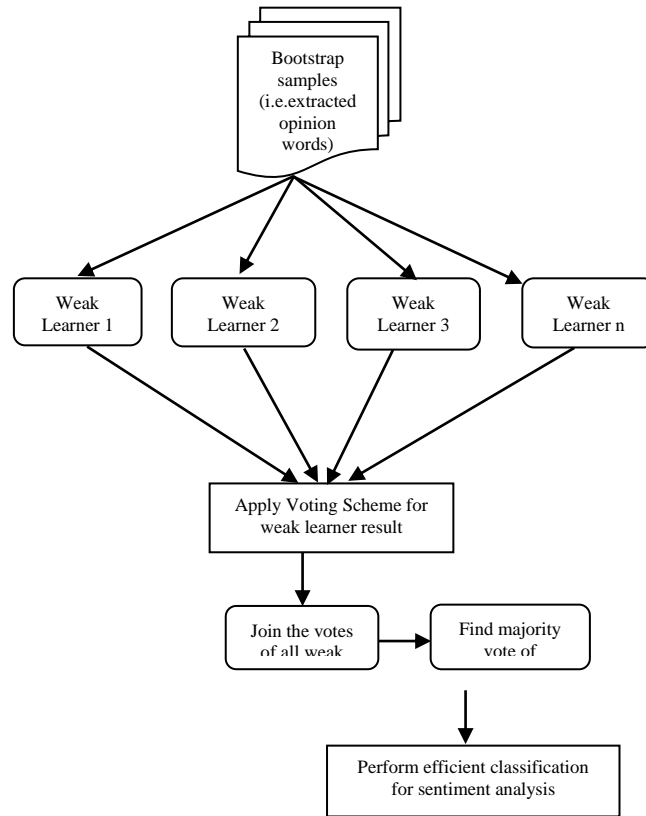 Bootstrap
samples
(i.e.extracted
opinion
words)
Weak
Learner 1
Weak
Learner 2
Weak
Learner 3
Weak
Learner n
Apply Voting Scheme for
weak learner result
Join the votes
of all weak
Find majority
vote of
Perform efficient classification
for sentiment analysis